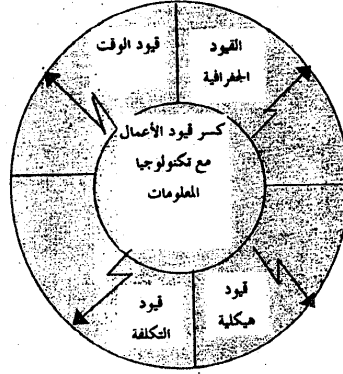 القيود
الجغرافية
قيود الوقت
كسر قيود الأعمال
مع تكنولوجيا
المعلومات
قيود
هيكلية
قيود
التكلفة